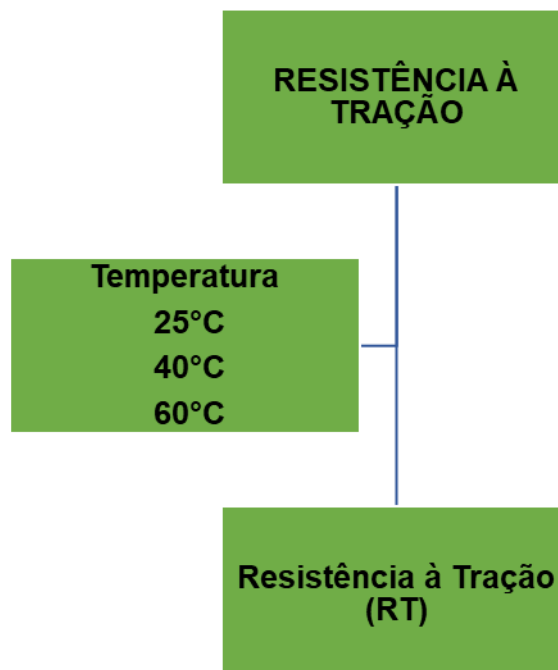 RESISTÊNCIA À
TRAÇÃO
Temperatura
25°C
40°C
60°C
Resistência à Tração
(RT)